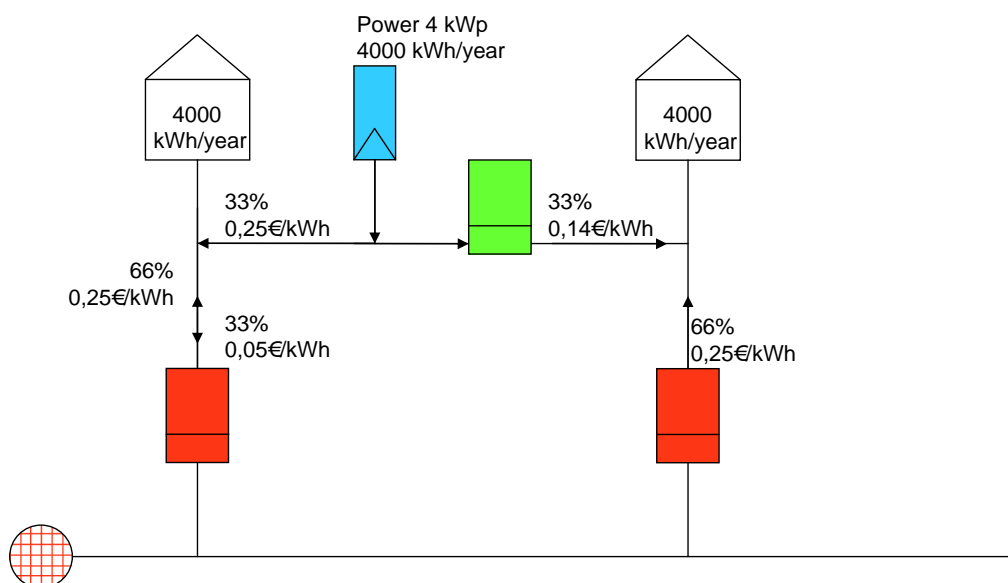 Power 4 kWp
4000 kWh/year
4000
kWh/year
4000
kWh/year
33%
0,25€/kWh
33%
0,14€/kWh
66%
0,25€/kWh
33%
0,05€/kWh
66%
0,25€/kWh